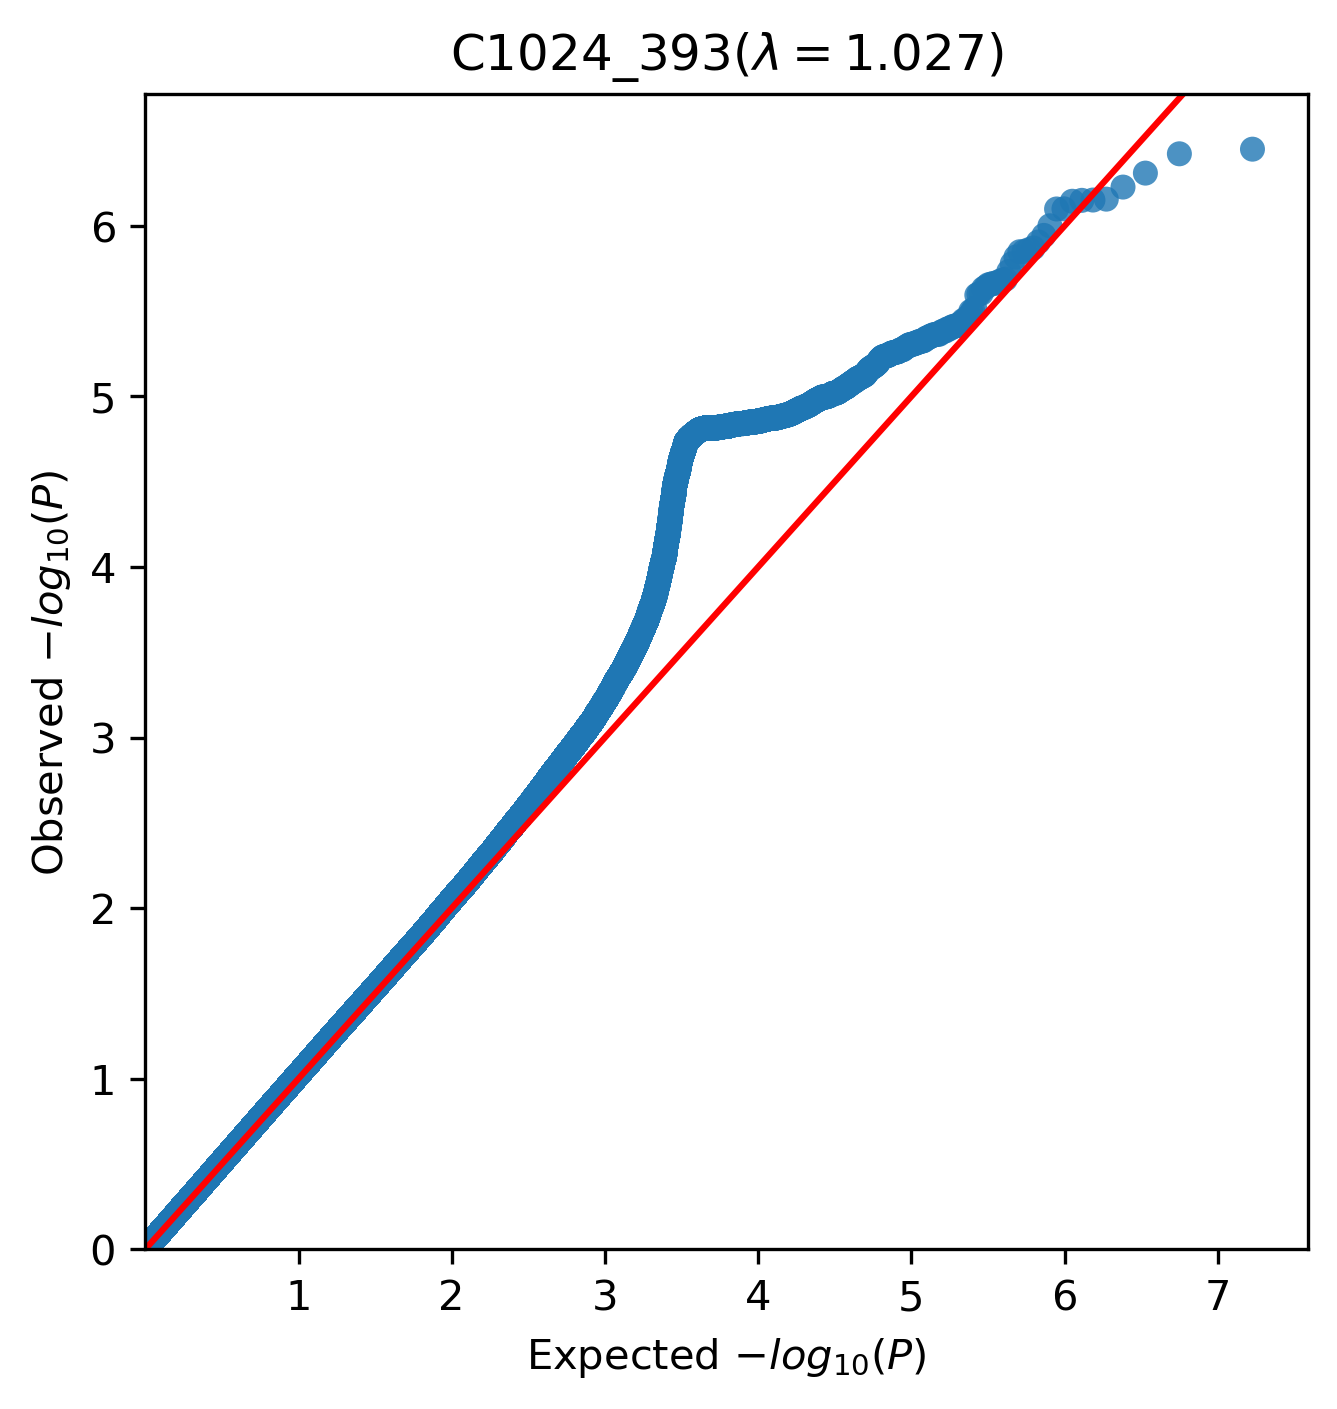 C1024_393(λ = 1.027)
Observed −log₁₀(P)
6
5
4
3
2
1
0
1 2 3 4 5 6 7
Expected −log₁₀(P)